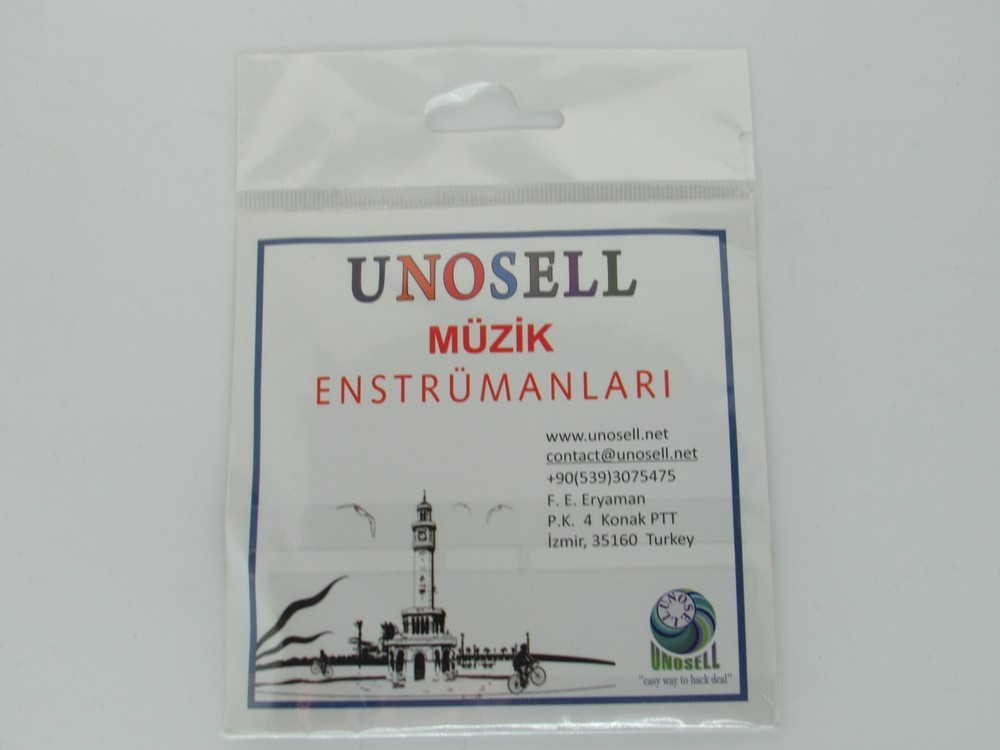 UNOSELL
MÜZİK
ENSTRÜMANLARI
www.unosell.net
contact@unosell.net
+90(539)3075475
F. E. Eryaman
P.K. 4 Konak PTT
İzmir, 35160 Turkey
UNOSELL
UNOSELL
"easy way to hack deal"